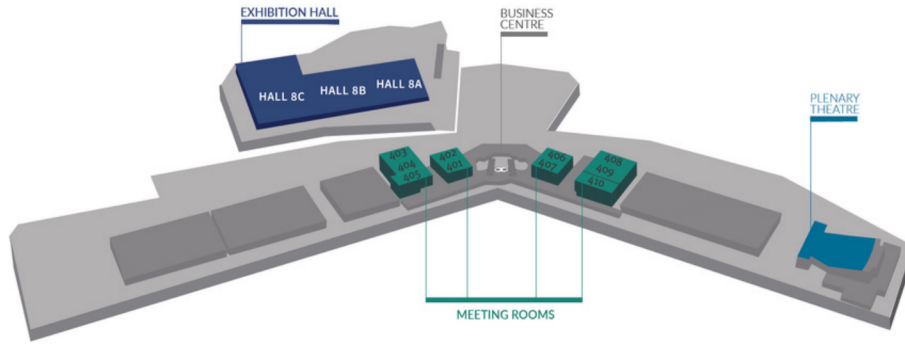 EXHIBITION HALL
BUSINESS
CENTRE
HALL 8C
HALL 8B
HALL 8A
PLENARY
THEATRE
403
404
405
402
401
406
407
408
409
410
MEETING ROOMS